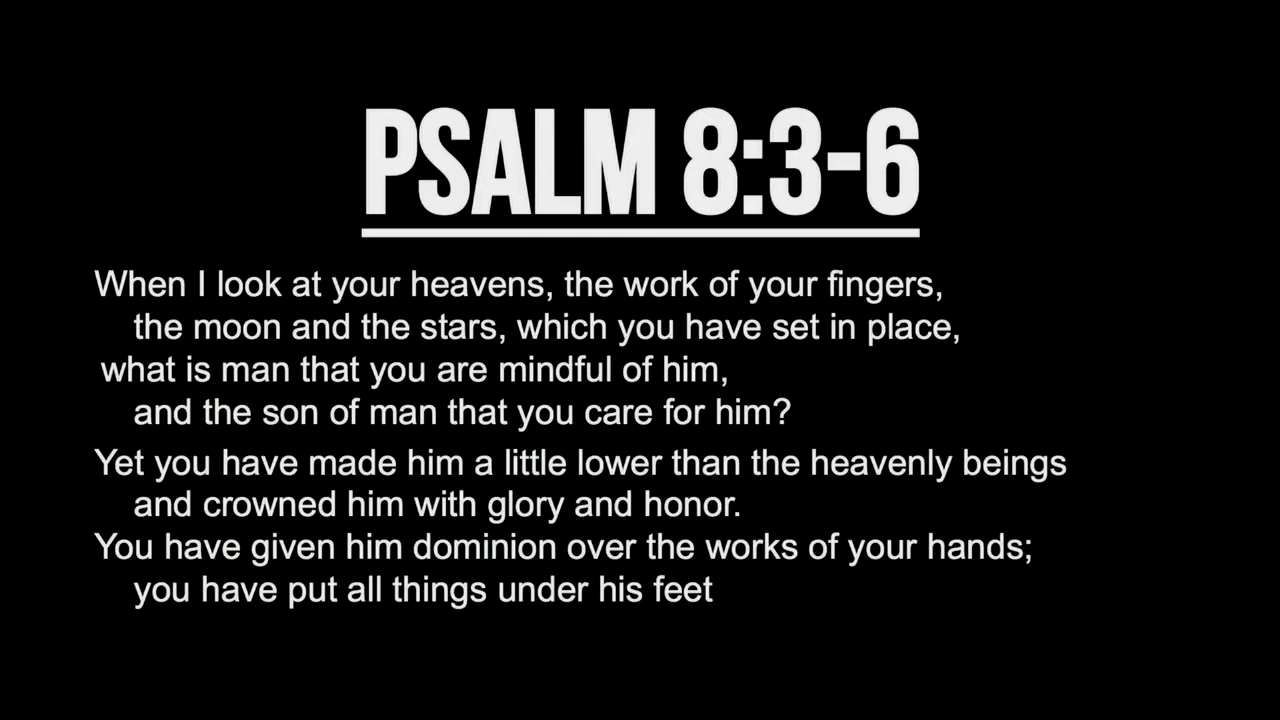 PSALM 8:3-6
When I look at your heavens, the work of your fingers,
the moon and the stars, which you have set in place,
what is man that you are mindful of him,
and the son of man that you care for him?
Yet you have made him a little lower than the heavenly beings
and crowned him with glory and honor.
You have given him dominion over the works of your hands;
you have put all things under his feet